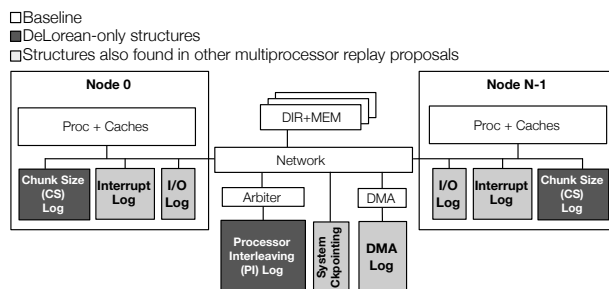 Baseline
DeLorean-only structures
Structures also found in other multiprocessor replay proposals
Node 0
Proc + Caches
Chunk Size
(CS)
Log
Interrupt
Log
I/O
Log
DIR+MEM
Network
Arbiter
DMA
Processor
Interleaving
(PI) Log
System
Ckpointing
DMA
Log
Node N-1
Proc + Caches
I/O
Log
Interrupt
Log
Chunk Size
(CS)
Log